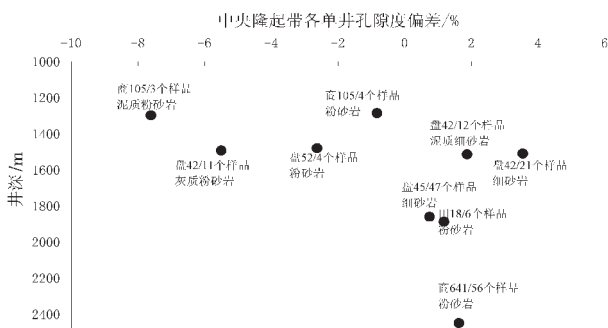 中央隆起带各单井孔隙度偏差/%
-10 -8 -6 -4 -2 0 2 4 6
井深/m
1000
1200
1400
1600
1800
2000
2200
2400
商105/3个样品
泥质粉砂岩
商105/4个样品
粉砂岩
盘42/11个样品
灰质粉砂岩
盘52/4个样品
粉砂岩
盘42/12个样品
泥质细砂岩
盘42/21个样品
细砂岩
盘45/47个样品
细砂岩
18/6个样品
粉砂岩
商641/56个样品
粉砂岩